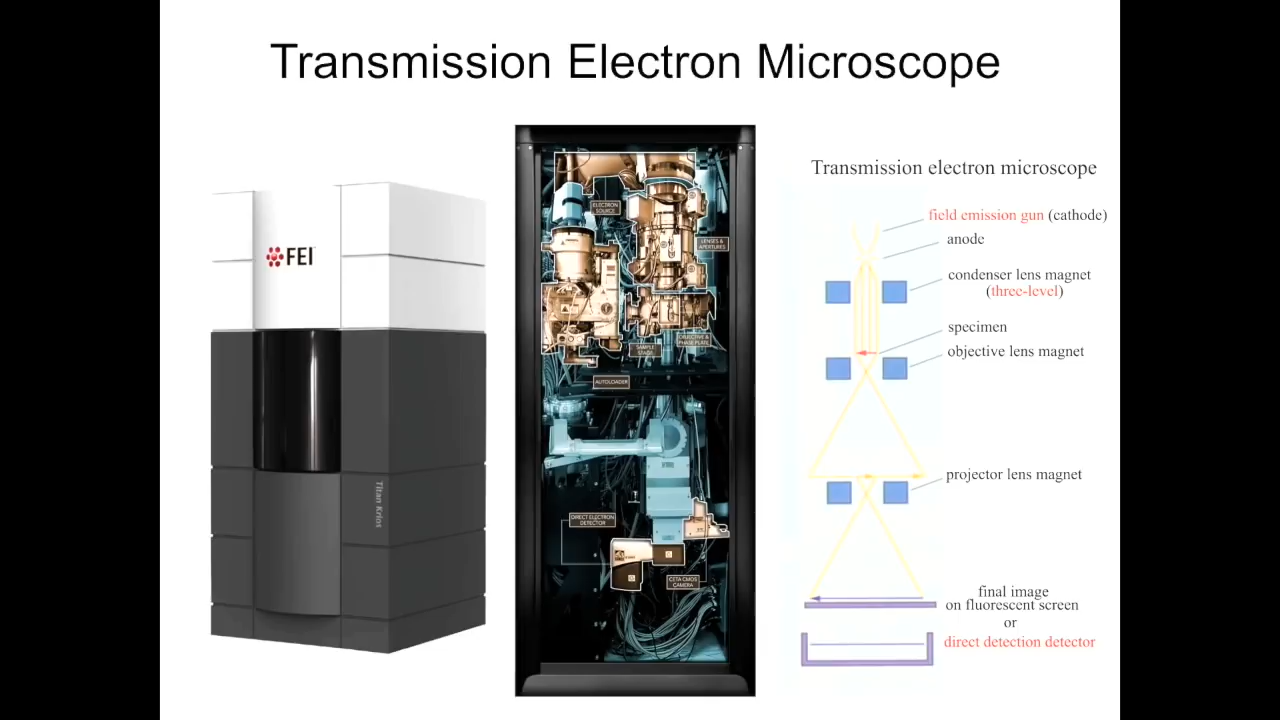 Transmission Electron Microscope
FEI
Titan Krios
ELECTRON
SOURCE
LENSES &
APERTURES
OBJECTIVE &
PHASE PLATE
SAMPLE
STAGE
AUTOLOADER
DIRECT ELECTRON
DETECTOR
CETA CMOS
CAMERA
Transmission electron microscope
field emission gun (cathode)
anode
condenser lens magnet
(three-level)
specimen
objective lens magnet
projector lens magnet
final image
on fluorescent screen
or
direct detection detector